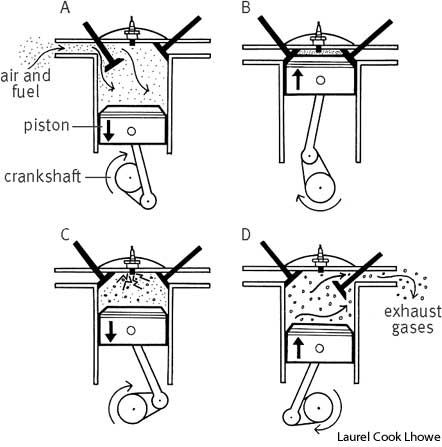 A
B
air and
fuel
piston
crankshaft
C
D
exhaust
gases
Laurel Cook Lhowe